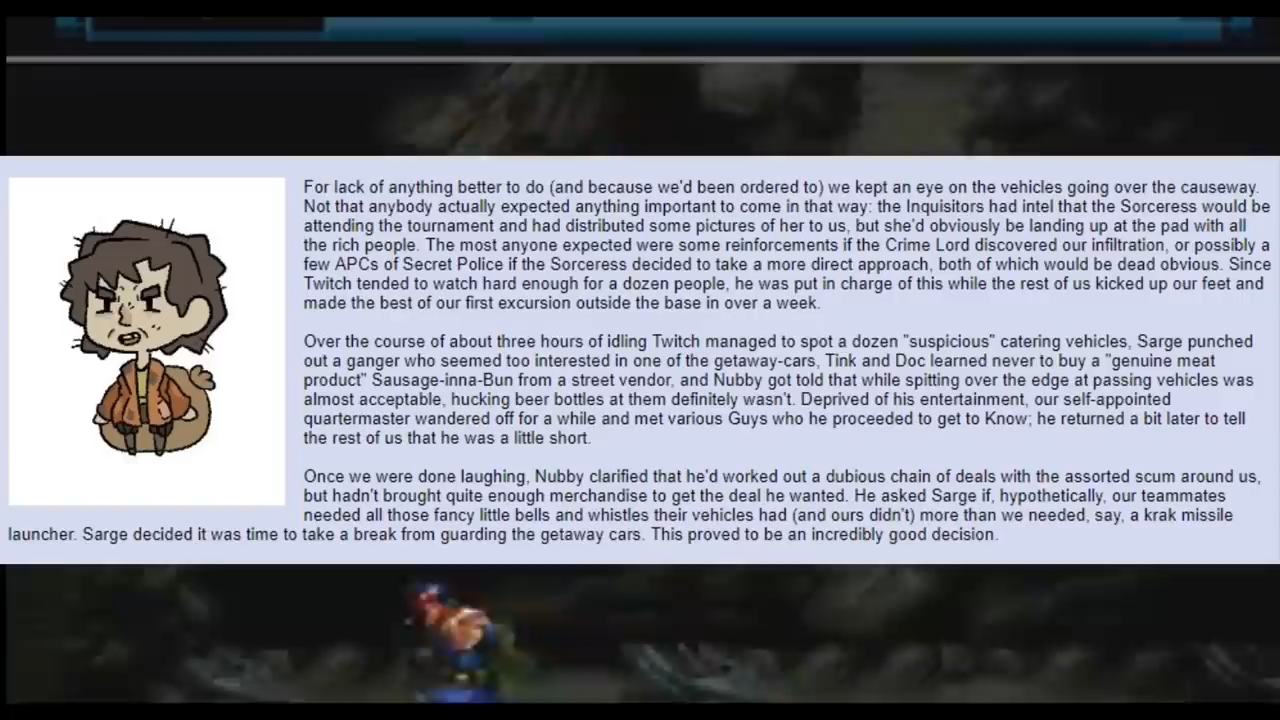 For lack of anything better to do (and because we'd been ordered to) we kept an eye on the vehicles going over the causeway.
Not that anybody actually expected anything important to come in that way: the Inquisitors had intel that the Sorceress would be
attending the tournament and had distributed some pictures of her to us, but she'd obviously be landing up at the pad with all
the rich people. The most anyone expected were some reinforcements if the Crime Lord discovered our infiltration, or possibly a
few APCs of Secret Police if the Sorceress decided to take a more direct approach, both of which would be dead obvious. Since
Twitch tended to watch hard enough for a dozen people, he was put in charge of this while the rest of us kicked up our feet and
made the best of our first excursion outside the base in over a week.
Over the course of about three hours of idling Twitch managed to spot a dozen "suspicious" catering vehicles, Sarge punched
out a ganger who seemed too interested in one of the getaway-cars, Tink and Doc learned never to buy a "genuine meat
product" Sausage-inna-Bun from a street vendor, and Nubby got told that while spitting over the edge at passing vehicles was
almost acceptable, hucking beer bottles at them definitely wasn't. Deprived of his entertainment, our self-appointed
quartermaster wandered off for a while and met various Guys who he proceeded to get to Know; he returned a bit later to tell
the rest of us that he was a little short.
Once we were done laughing, Nubby clarified that he'd worked out a dubious chain of deals with the assorted scum around us,
but hadn't brought quite enough merchandise to get the deal he wanted. He asked Sarge if, hypothetically, our teammates
needed all those fancy little bells and whistles their vehicles had (and ours didn't) more than we needed, say, a krak missile
launcher. Sarge decided it was time to take a break from guarding the getaway cars. This proved to be an incredibly good decision.